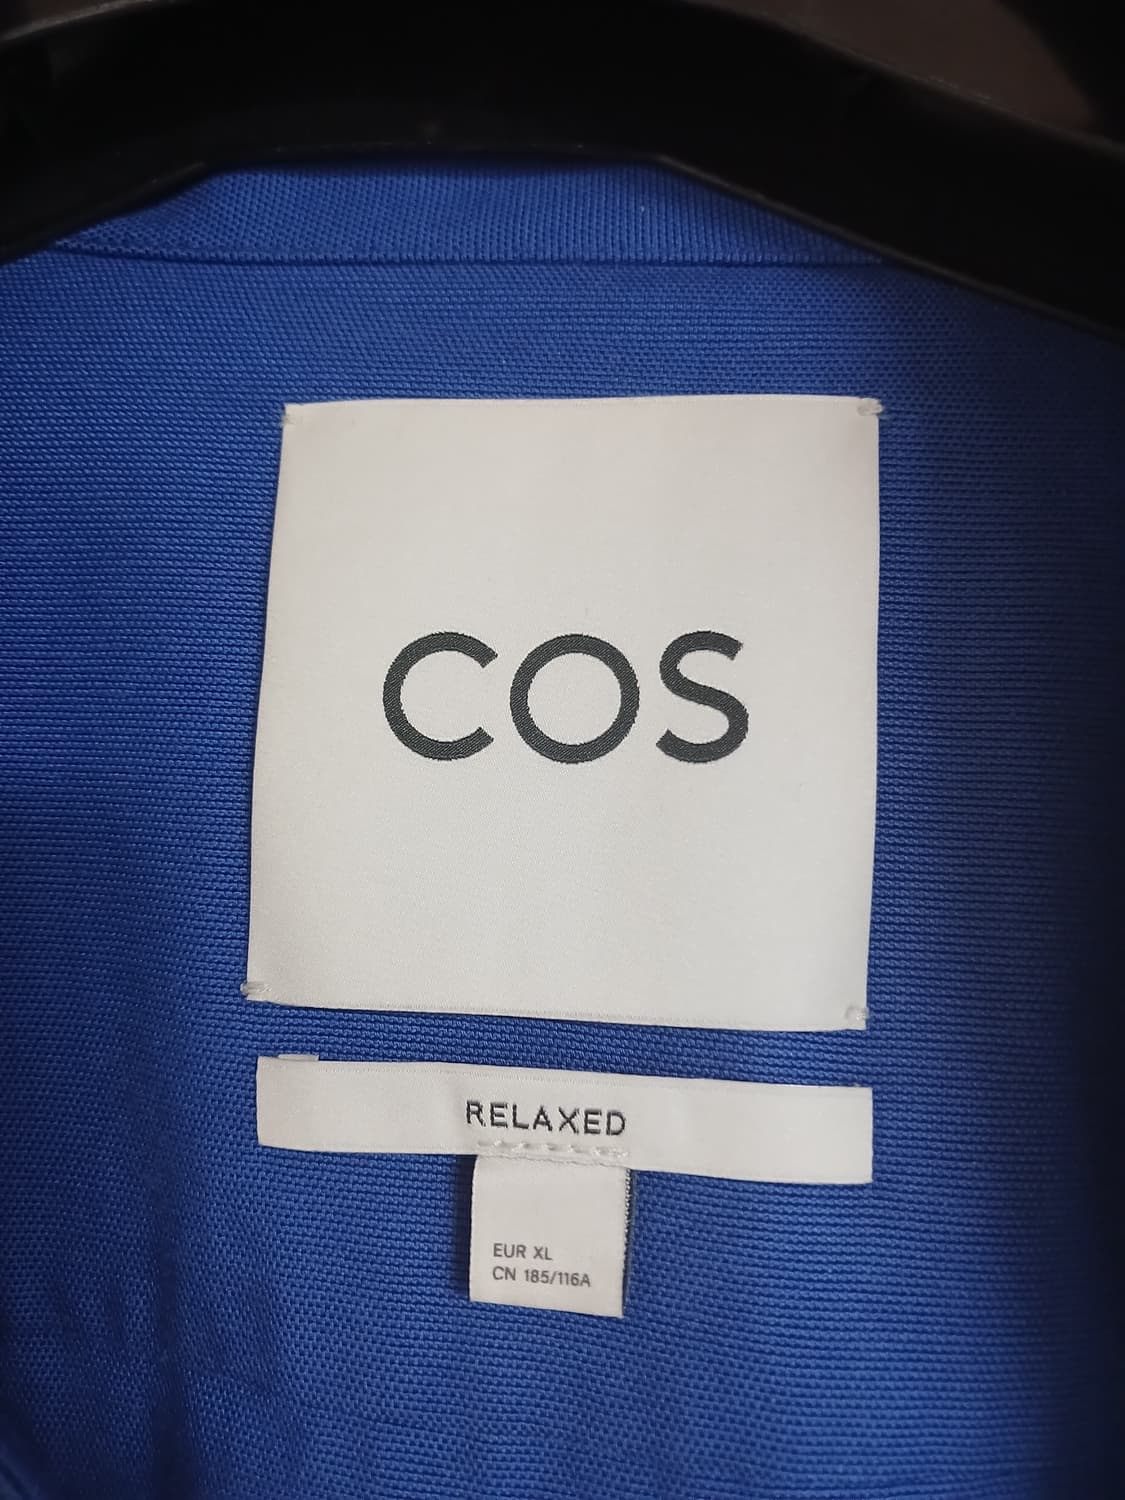 COS
RELAXED
EUR XL
CN 185/116A